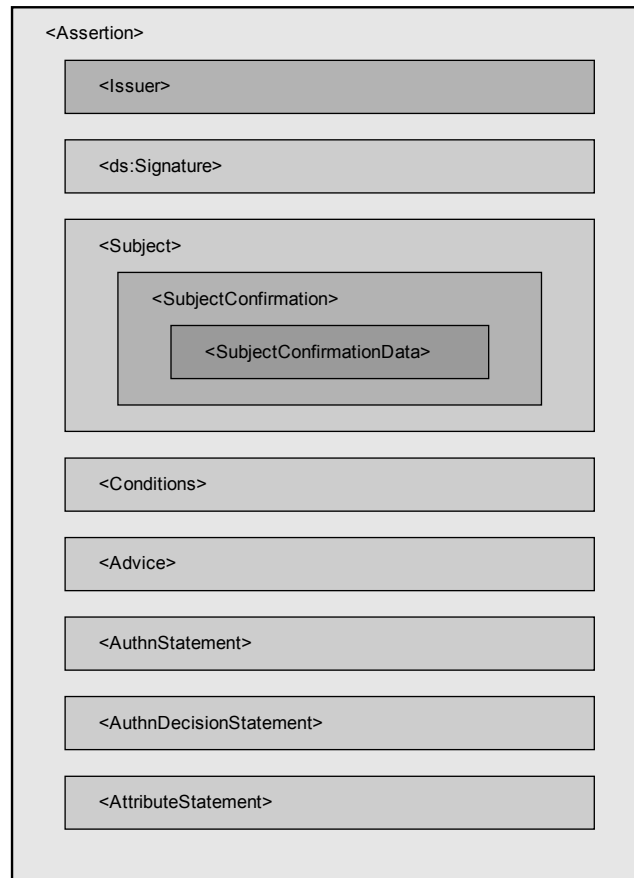 <Assertion>
<Issuer>
<ds:Signature>
<Subject>
<SubjectConfirmation>
<SubjectConfirmationData>
<Conditions>
<Advice>
<AuthnStatement>
<AuthnDecisionStatement>
<AttributeStatement>